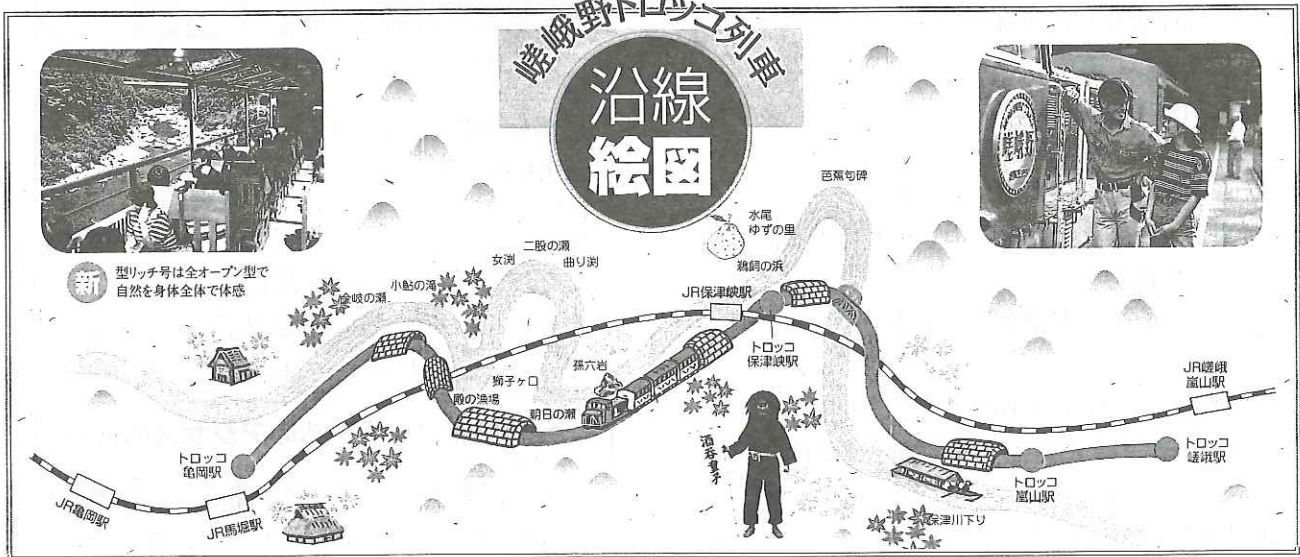 嵯峨野トロッコ列車
沿線
絵図
新
型リッチ号は全オープン型で
自然を身体全体で体感
嵯峨野
芭蕉句碑
水尾
ゆずの里
鵜飼の浜
二股の瀬
女渕
曲り渕
小鮎の滝
金岐の瀬
JR保津峡駅
トロッコ
保津峡駅
孫六岩
獅子ヶ口
殿の漁場
朝日の瀬
酒呑童子
JR嵯峨
嵐山駅
トロッコ
嵯峨駅
トロッコ
嵐山駅
保津川下り
トロッコ
亀岡駅
JR亀岡駅
JR馬堀駅